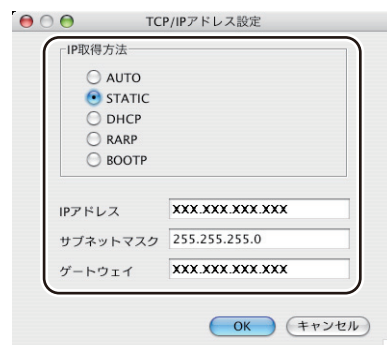 TCP/IPアドレス設定
IP取得方法
AUTO
STATIC
DHCP
RARP
BOOTP
IPアドレス XXX.XXX.XXX.XXX
サブネットマスク 255.255.255.0
ゲートウェイ XXX.XXX.XXX.XXX
OK キャンセル